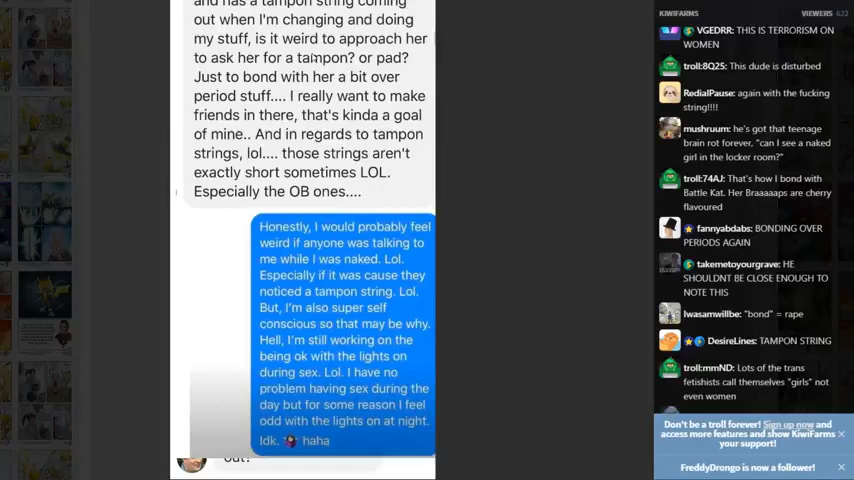 and has a tampon string coming
out when I'm changing and doing
my stuff, is it weird to approach her
to ask her for a tampon? or pad?
Just to bond with her a bit over
period stuff.... I really want to make
friends in there, that's kinda a goal
of mine.. And in regards to tampon
strings, lol.... those strings aren't
exactly short sometimes LOL.
Especially the OB ones....
Honestly, I would probably feel
weird if anyone was talking to
me while I was naked. Lol.
Especially if it was cause they
noticed a tampon string. Lol.
But, I'm also super self
conscious so that may be why.
Hell, I'm still working on the
being ok with the lights on
during sex. Lol. I have no
problem having sex during the
day but for some reason I feel
odd with the lights on at night.
Idk. haha
out?
KIWIFARMS VIEWERS 622
VGEDRR: THIS IS TERRORISM ON
WOMEN
troll:8Q25: This dude is disturbed
RedialPause: again with the fucking
string!!!!
mushruum: he's got that teenage
brain rot forever, "can I see a naked
girl in the locker room?"
troll:74AJ: That's how I bond with
Battle Kat. Her Braaaaaps are cherry
flavoured
fannyabdabs: BONDING OVER
PERIODS AGAIN
takemetoyourgrave: HE
SHOULDNT BE CLOSE ENOUGH TO
NOTE THIS
Iwasamwillbe: "bond" = rape
DesireLines: TAMPON STRING
troll:mmND: Lots of the trans
fetishists call themselves "girls" not
even women
Don't be a troll forever! Sign up now and
access more features and show KiwiFarms
your support!
FreddyDrongo is now a follower!